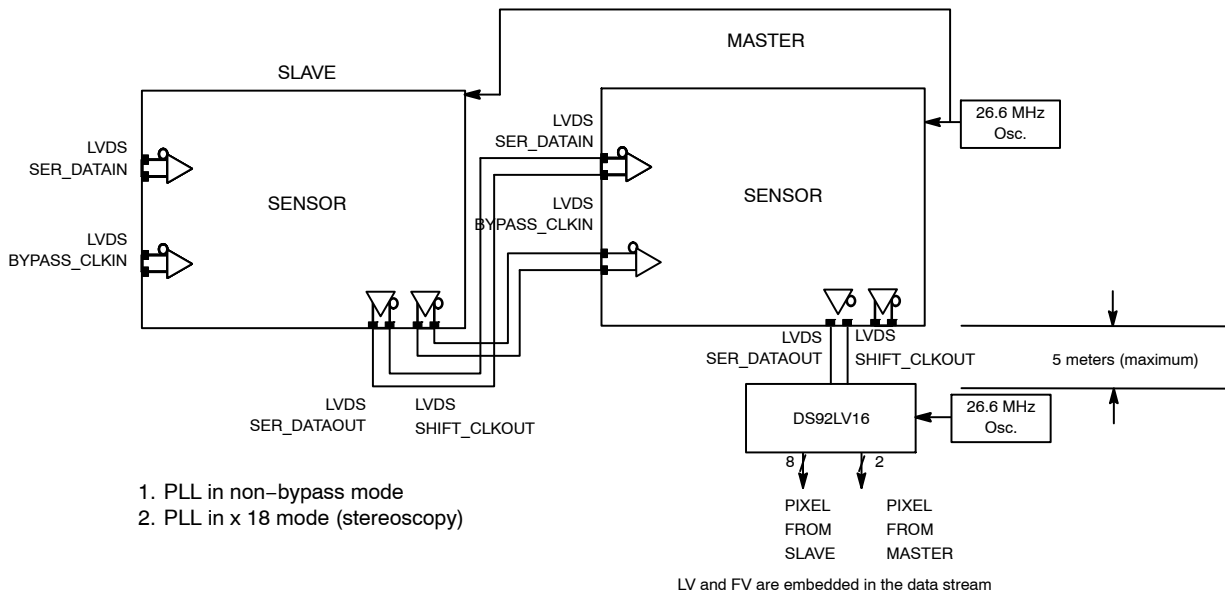 MASTER
SLAVE
26.6 MHz
Osc.
LVDS
SER_DATAIN
LVDS
BYPASS_CLKIN
SENSOR
LVDS
SER_DATAIN
LVDS
BYPASS_CLKIN
SENSOR
LVDS
SER_DATAOUT
LVDS
SHIFT_CLKOUT
LVDS
SER_DATAOUT
LVDS
SHIFT_CLKOUT
5 meters (maximum)
DS92LV16
26.6 MHz
Osc.
8
2
PIXEL
FROM
SLAVE
PIXEL
FROM
MASTER
1. PLL in non−bypass mode
2. PLL in x 18 mode (stereoscopy)
LV and FV are embedded in the data stream